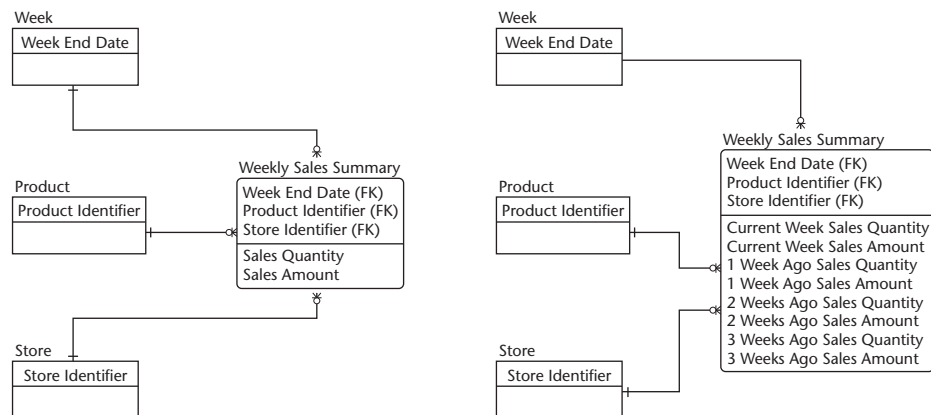 Week
Week End Date
Weekly Sales Summary
Week End Date (FK)
Product Identifier (FK)
Store Identifier (FK)
Sales Quantity
Sales Amount
Product
Product Identifier
Store
Store Identifier
Week
Week End Date
Weekly Sales Summary
Week End Date (FK)
Product Identifier (FK)
Store Identifier (FK)
Current Week Sales Quantity
Current Week Sales Amount
1 Week Ago Sales Quantity
1 Week Ago Sales Amount
2 Weeks Ago Sales Quantity
2 Weeks Ago Sales Amount
3 Weeks Ago Sales Quantity
3 Weeks Ago Sales Amount
Product
Product Identifier
Store
Store Identifier